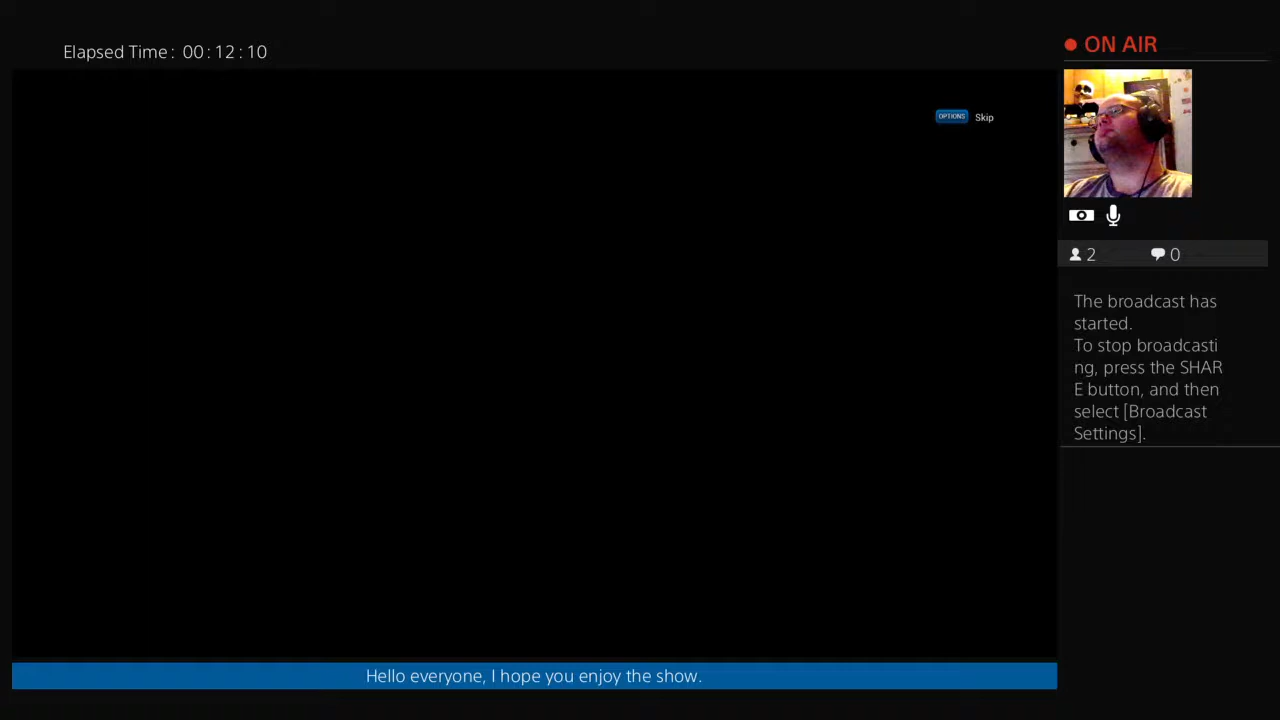 Elapsed Time: 00:12:10
ON AIR
OPTIONS Skip
2 0
The broadcast has
started.
To stop broadcasti
ng, press the SHAR
E button, and then
select [Broadcast
Settings].
Hello everyone, I hope you enjoy the show.